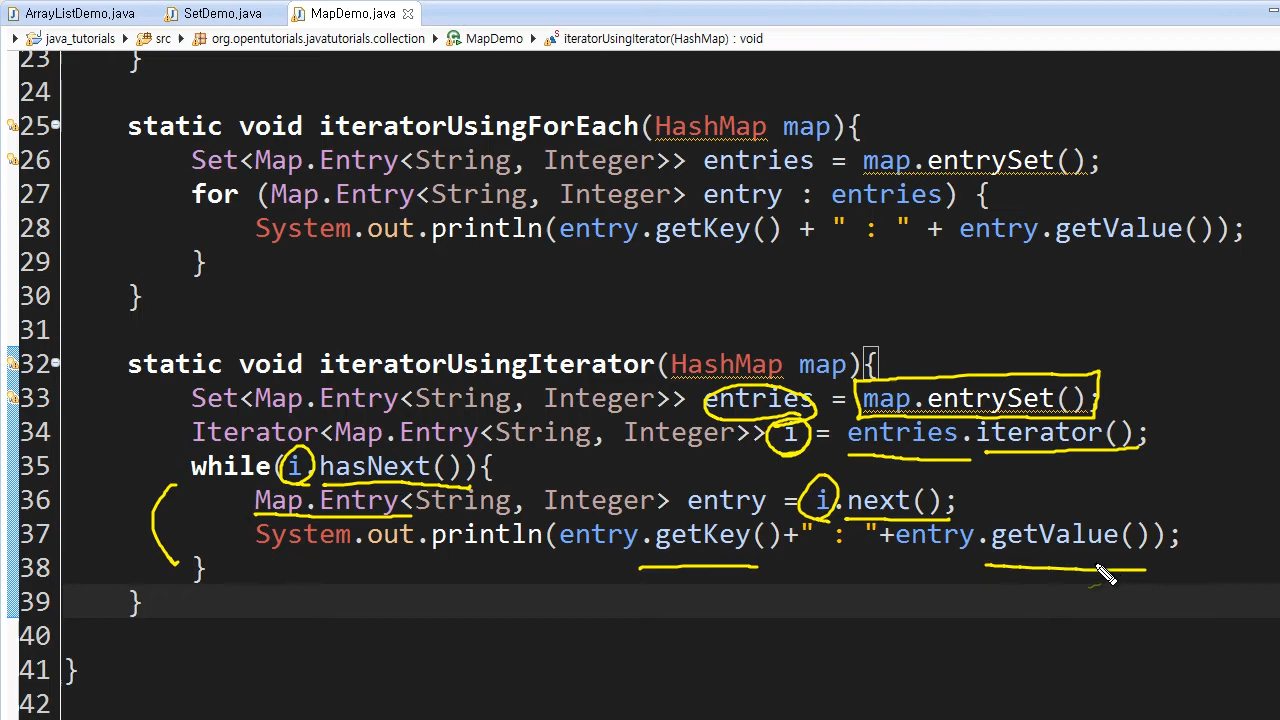 ArrayListDemo.java SetDemo.java MapDemo.java
java_tutorials src org.opentutorials.javatutorials.collection MapDemo iteratorUsingIterator(HashMap) : void
23 }
24
25 static void iteratorUsingForEach(HashMap map){
26 Set<Map.Entry<String, Integer>> entries = map.entrySet();
27 for (Map.Entry<String, Integer> entry : entries) {
28 System.out.println(entry.getKey() + " : " + entry.getValue());
29 }
30 }
31
32 static void iteratorUsingIterator(HashMap map){
33 Set<Map.Entry<String, Integer>> entries = map.entrySet();
34 Iterator<Map.Entry<String, Integer>> i = entries.iterator();
35 while(i.hasNext()){
36 Map.Entry<String, Integer> entry = i.next();
37 System.out.println(entry.getKey()+" : "+entry.getValue());
38 }
39 }
40
41 }
42